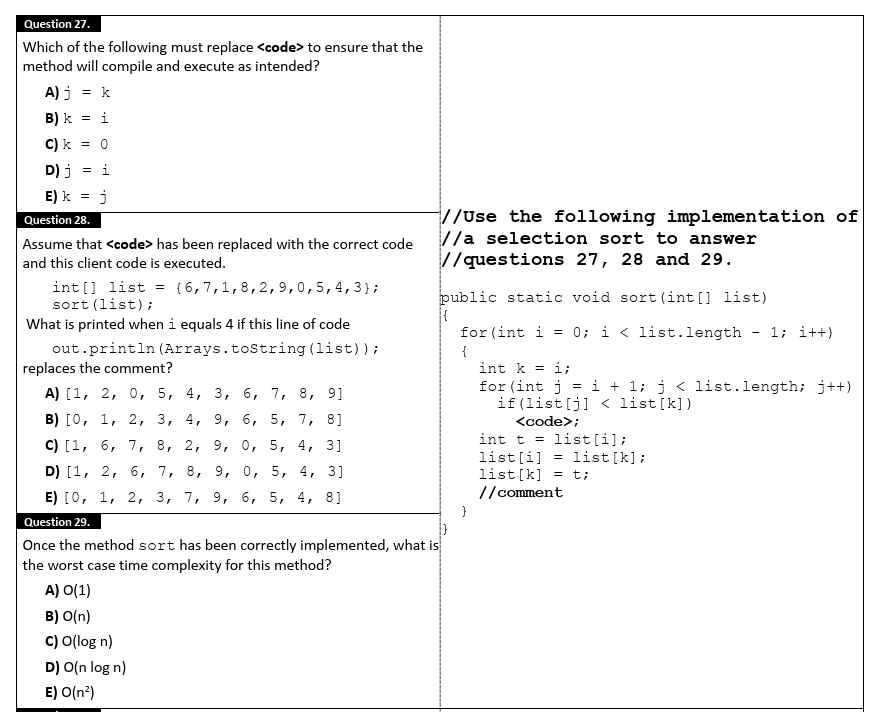 Question 27.
Which of the following must replace <code> to ensure that the
method will compile and execute as intended?
A) j = k
B) k = i
C) k = 0
D) j = i
E) k = j
Question 28.
Assume that <code> has been replaced with the correct code
and this client code is executed.
int[] list = {6,7,1,8,2,9,0,5,4,3};
sort(list);
What is printed when i equals 4 if this line of code
out.println(Arrays.toString(list));
replaces the comment?
A) [1, 2, 0, 5, 4, 3, 6, 7, 8, 9]
B) [0, 1, 2, 3, 4, 9, 6, 5, 7, 8]
C) [1, 6, 7, 8, 2, 9, 0, 5, 4, 3]
D) [1, 2, 6, 7, 8, 9, 0, 5, 4, 3]
E) [0, 1, 2, 3, 7, 9, 6, 5, 4, 8]
Question 29.
Once the method sort has been correctly implemented, what is
the worst case time complexity for this method?
A) O(1)
B) O(n)
C) O(log n)
D) O(n log n)
E) O(n²)
//Use the following implementation of
//a selection sort to answer
//questions 27, 28 and 29.
public static void sort(int[] list)
{
for(int i = 0; i < list.length - 1; i++)
{
int k = i;
for(int j = i + 1; j < list.length; j++)
if(list[j] < list[k])
<code>;
int t = list[i];
list[i] = list[k];
list[k] = t;
//comment
}
}